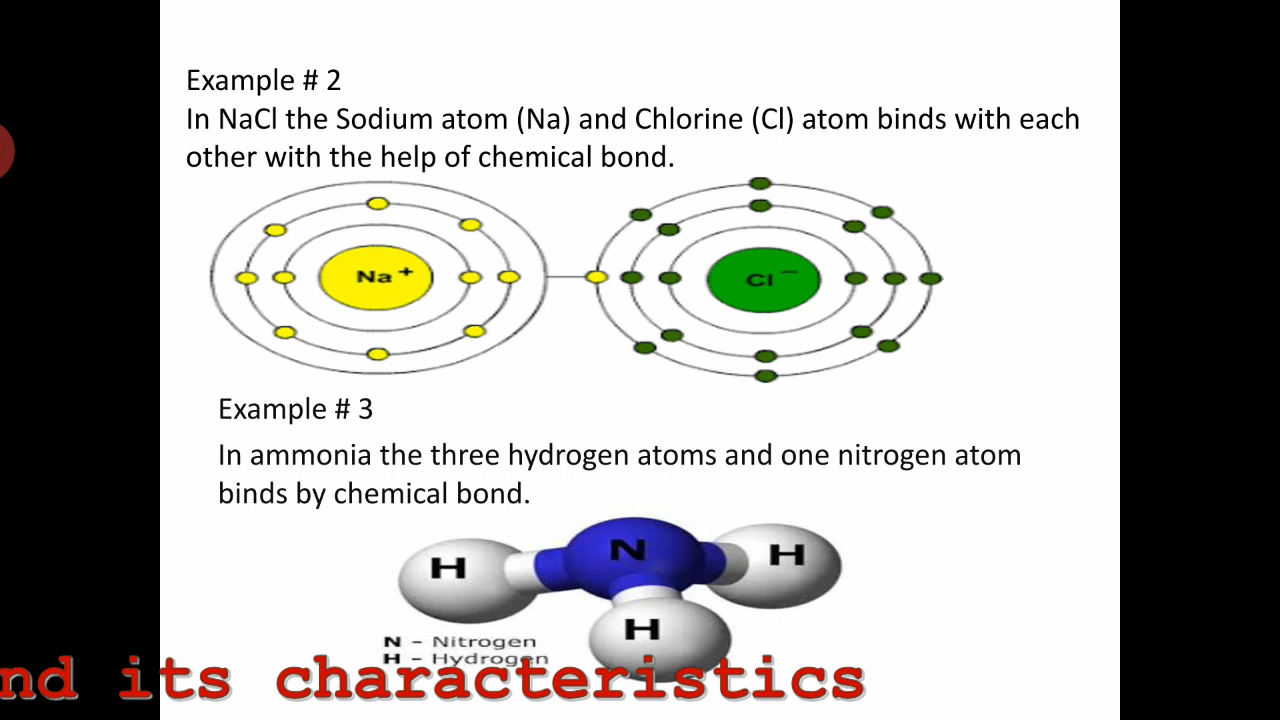 Example # 2
In NaCl the Sodium atom (Na) and Chlorine (Cl) atom binds with each
other with the help of chemical bond.
Na +
Cl −
Example # 3
In ammonia the three hydrogen atoms and one nitrogen atom
binds by chemical bond.
N
H
H
H
N – Nitrogen
H – Hydrogen
nd its characteristics